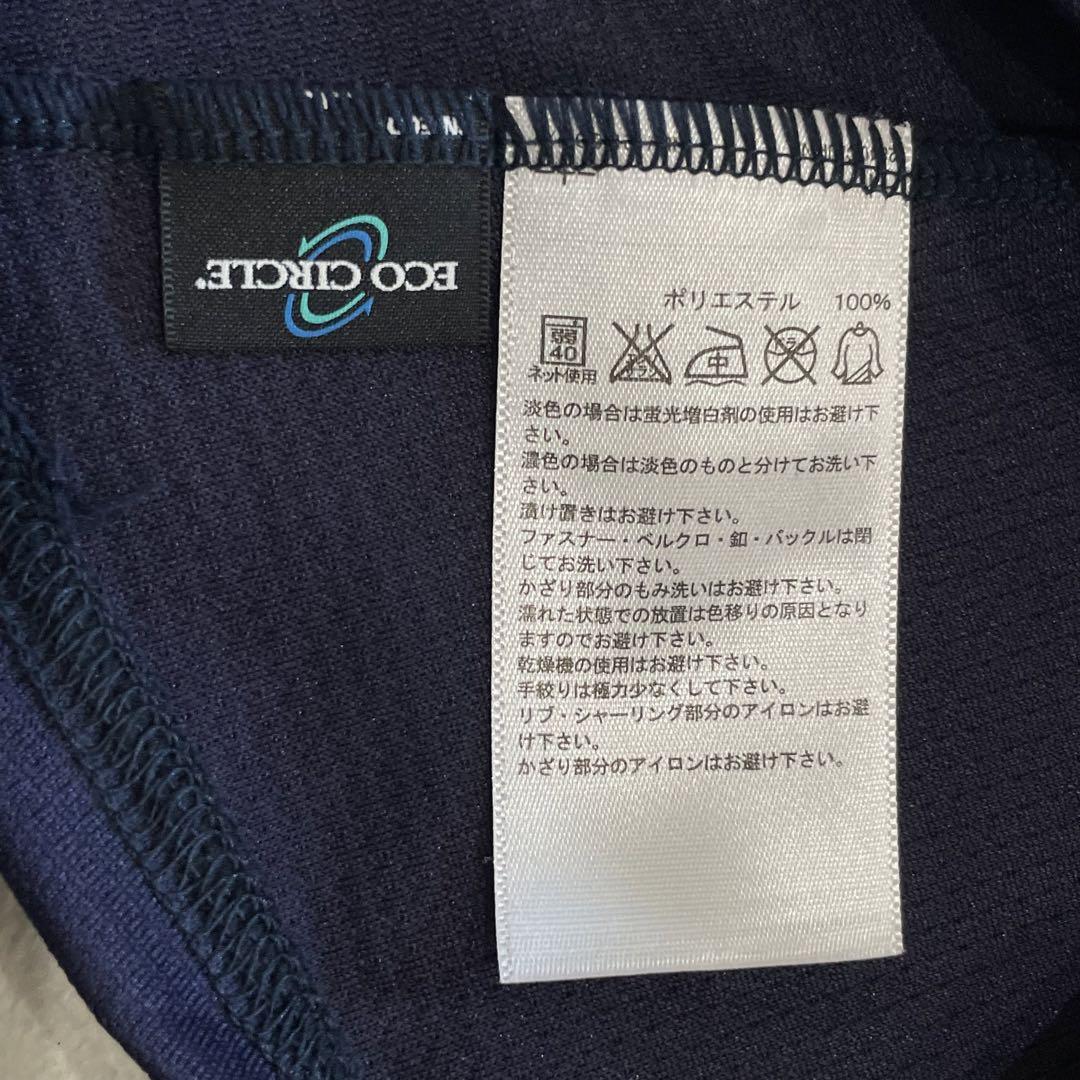 ECO CIRCLE®
ポリエステル 100%
弱
40
エンソ
サラシ
中
ドライ
ネット使用
淡色の場合は蛍光増白剤の使用はお避け下
さい。
濃色の場合は淡色のものと分けてお洗い下
さい。
漬け置きはお避け下さい。
ファスナー・ベルクロ・釦・バックルは閉
じてお洗い下さい。
かざり部分のもみ洗いはお避け下さい。
濡れた状態での放置は色移りの原因となり
ますのでお避け下さい。
乾燥機の使用はお避け下さい。
手絞りは極力少なくして下さい。
リブ・シャーリング部分のアイロンはお避
け下さい。
かざり部分のアイロンはお避け下さい。